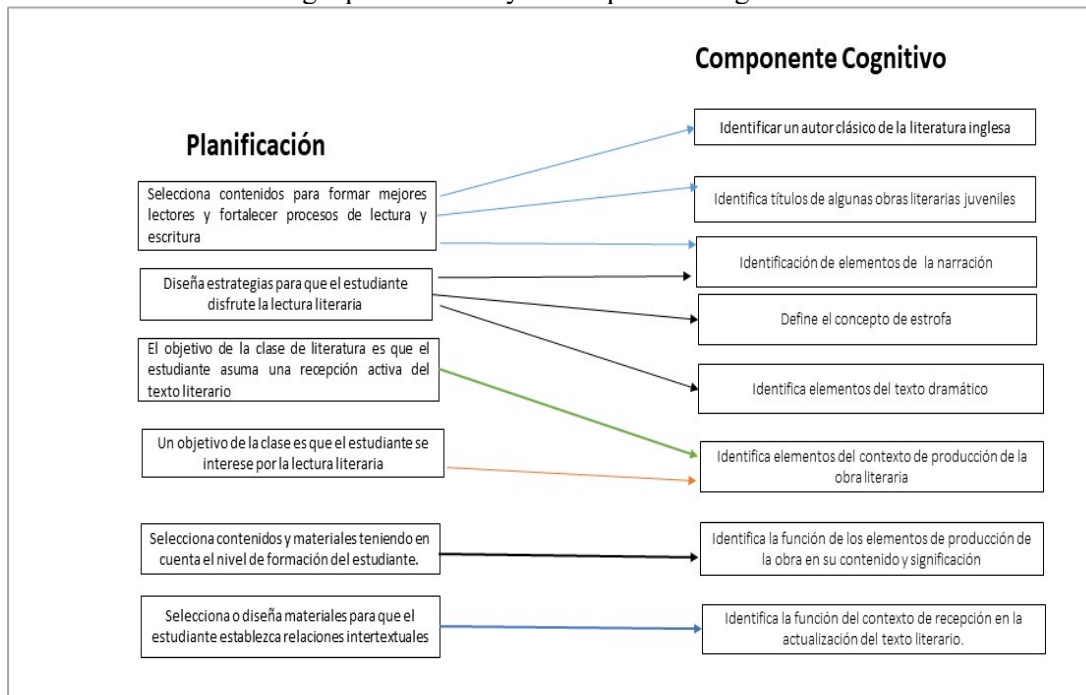 Componente Cognitivo
Planificación
Selecciona contenidos para formar mejores
lectores y fortalecer procesos de lectura y
escritura
Diseña estrategias para que el estudiante
disfrute la lectura literaria
El objetivo de la clase de literatura es que el
estudiante asuma una recepción activa del
texto literario
Un objetivo de la clase es que el estudiante se
interese por la lectura literaria
Selecciona contenidos y materiales teniendo en
cuenta el nivel de formación del estudiante.
Selecciona o diseña materiales para que el
estudiante establezca relaciones intertextuales
Identificar un autor clásico de la literatura inglesa
Identifica títulos de algunas obras literarias juveniles
Identificación de elementos de la narración
Define el concepto de estrofa
Identifica elementos del texto dramático
Identifica elementos del contexto de producción de la
obra literaria
Identifica la función de los elementos de producción de
la obra en su contenido y significación
Identifica la función del contexto de recepción en la
actualización del texto literario.